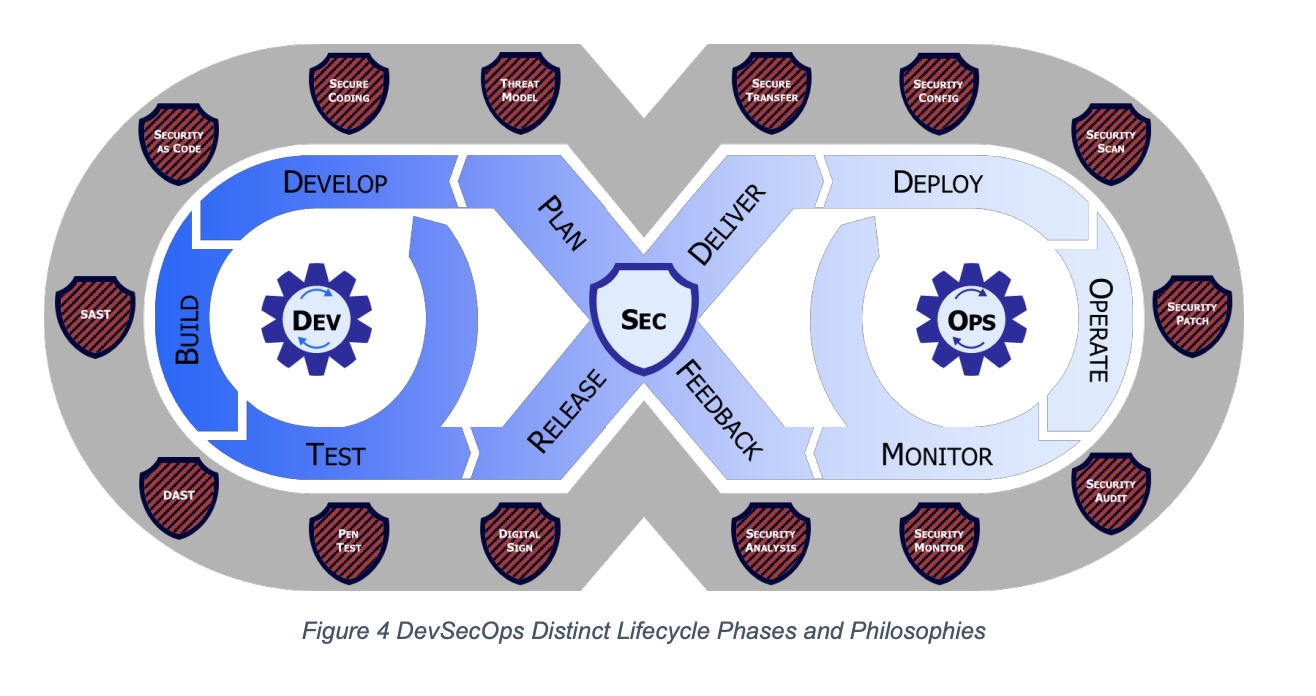 SECURE
CODING
THREAT
MODEL
SECURE
TRANSFER
SECURITY
CONFIG
SECURITY
AS CODE
SECURITY
SCAN
DEVELOP
PLAN
DELIVER
DEPLOY
SAST
BUILD
DEV
SEC
OPS
OPERATE
SECURITY
PATCH
TEST
RELEASE
FEEDBACK
MONITOR
DAST
SECURITY
AUDIT
PEN
TEST
DIGITAL
SIGN
SECURITY
ANALYSIS
SECURITY
MONITOR
Figure 4 DevSecOps Distinct Lifecycle Phases and Philosophies